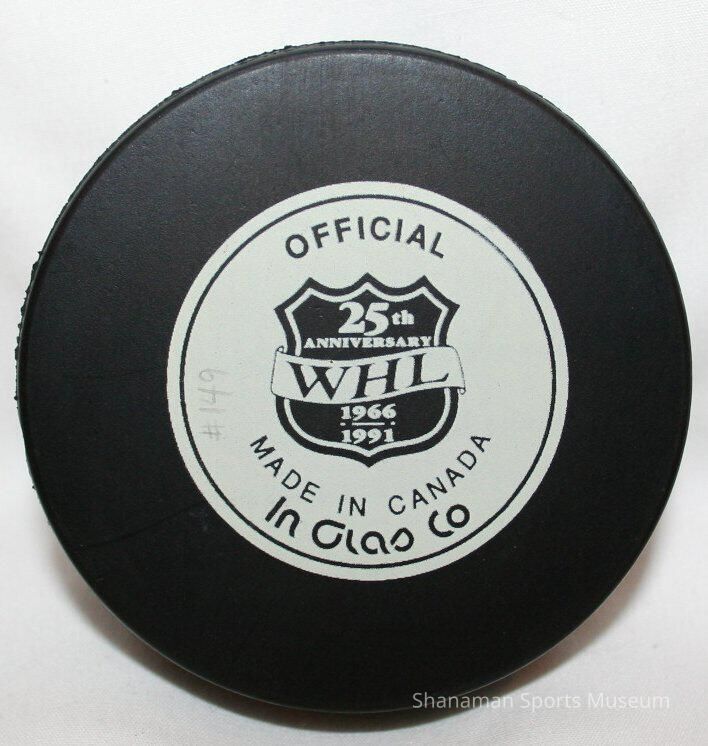 OFFICIAL
25th
ANNIVERSARY
WHL
1966
1991
#149
MADE IN CANADA
In Glas Co
Shanaman Sports Museum